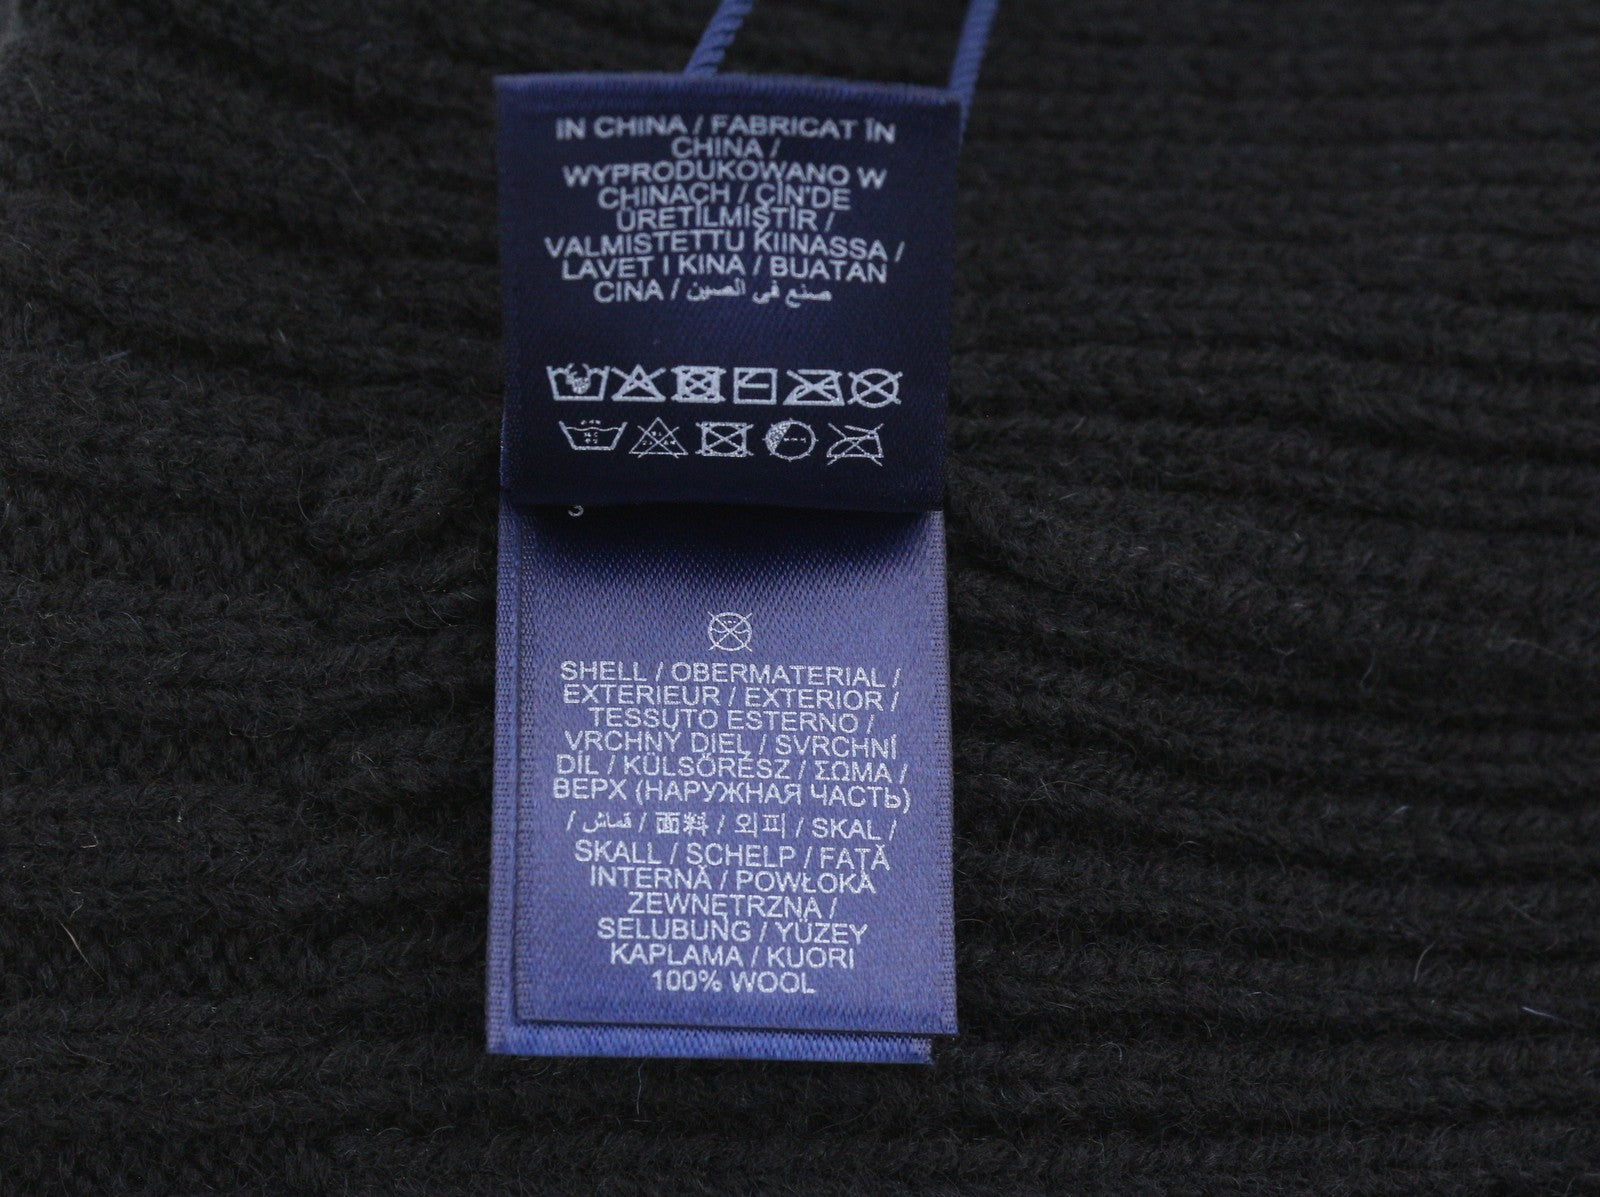 IN CHINA / FABRICAT ÎN
CHINA /
WYPRODUKOWANO W
CHINACH / ÇİN'DE
ÜRETİLMİŞTİR /
VALMISTETTU KIINASSA /
LAVET I KINA / BUATAN
CINA / صنع في الصين
3
SHELL / OBERMATERIAL /
EXTERIEUR / EXTERIOR /
TESSUTO ESTERNO /
VRCHNÝ DIEL / SVRCHNÍ
DÍL / KÜLSŐRÉSZ / ΣΩΜΑ /
ВЕРХ (НАРУЖНАЯ ЧАСТЬ)
/ قماش / 面料 / 외피 / SKAL /
SKALL / SCHELP / FAȚĂ
INTERNĂ / POWŁOKA
ZEWNĘTRZNA /
SELUBUNG / YÜZEY
KAPLAMA / KUORI
100% WOOL